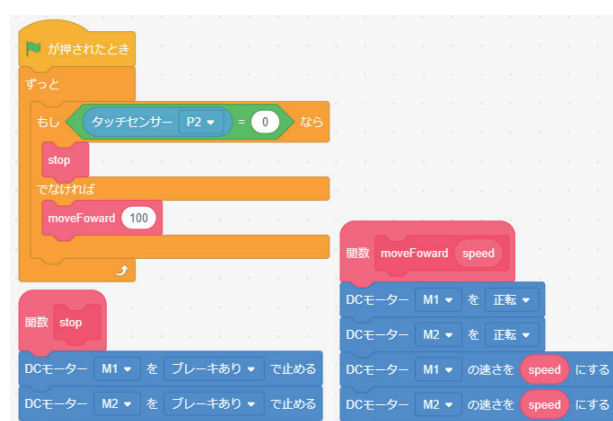 が押されたとき
ずっと
もし タッチセンサー P2 = 0 なら
stop
でなければ
moveFoward 100
関数 stop
DCモーター M1 を ブレーキあり で止める
DCモーター M2 を ブレーキあり で止める
関数 moveFoward speed
DCモーター M1 を 正転
DCモーター M2 を 正転
DCモーター M1 の速さを speed にする
DCモーター M2 の速さを speed にする